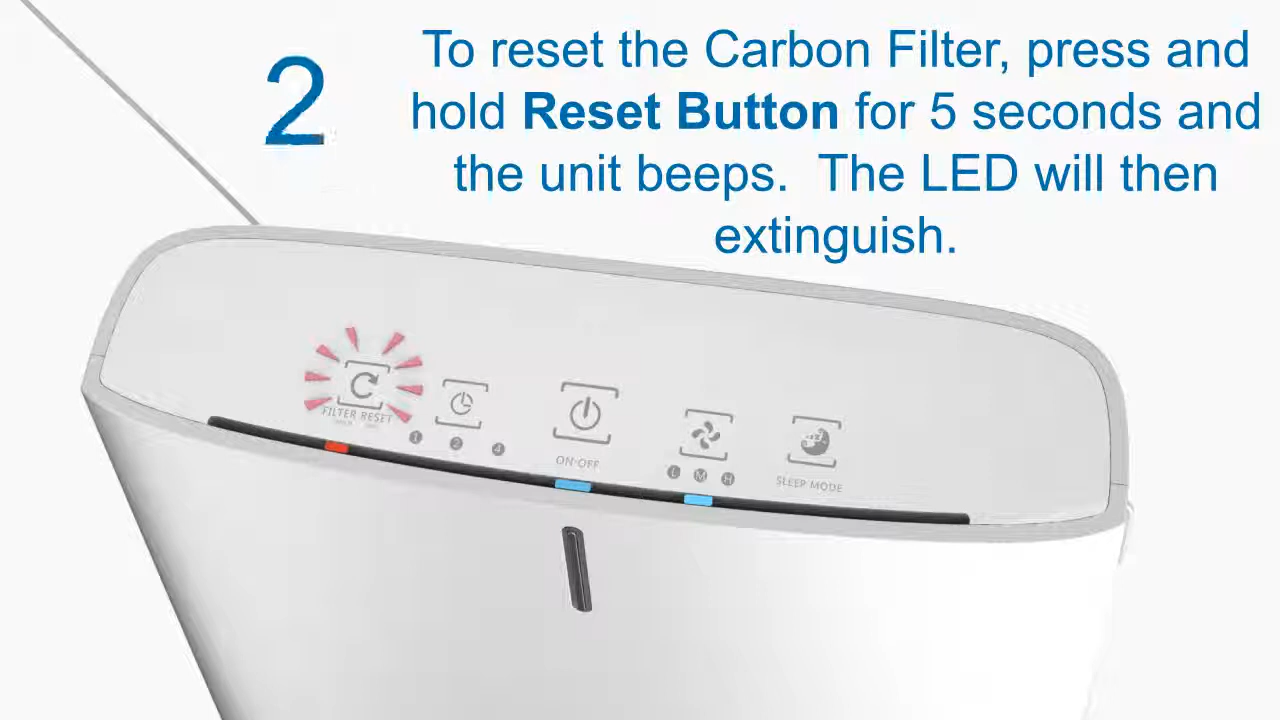 2
To reset the Carbon Filter, press and
hold Reset Button for 5 seconds and
the unit beeps.  The LED will then
extinguish.
FILTER RESET
1 2 4
ON·OFF
L M H
SLEEP MODE